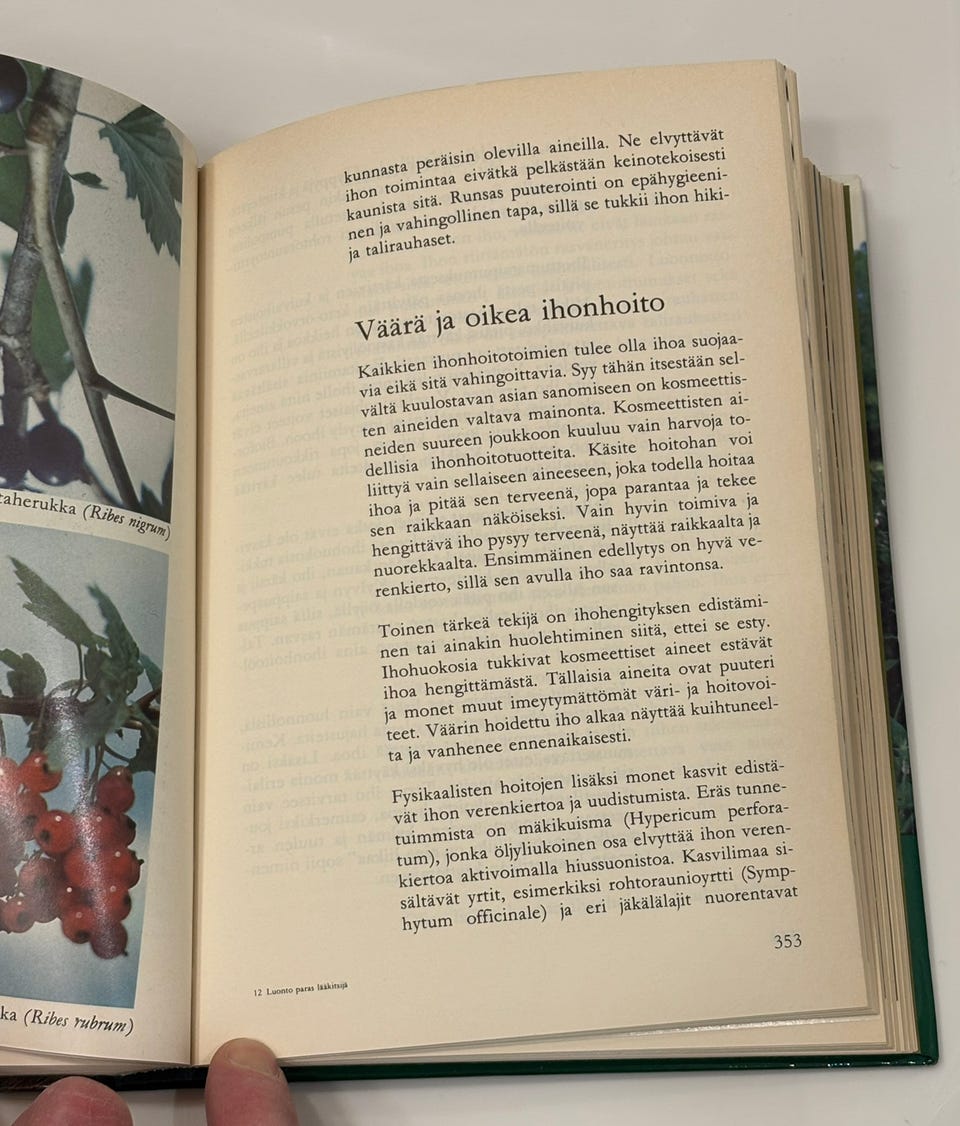 taherukka (Ribes nigrum)
ka (Ribes rubrum)
kunnasta peräisin olevilla aineilla. Ne elvyttävät
ihon toimintaa eivätkä pelkästään keinotekoisesti
kaunista sitä. Runsas puuterointi on epähygieeni-
nen ja vahingollinen tapa, sillä se tukkii ihon hiki-
ja talirauhaset.
Väärä ja oikea ihonhoito
Kaikkien ihonhoitotoimien tulee olla ihoa suojaa-
via eikä sitä vahingoittavia. Syy tähän itsestään sel-
vältä kuulostavan asian sanomiseen on kosmeettis-
ten aineiden valtava mainonta. Kosmeettisten ai-
neiden suureen joukkoon kuuluu vain harvoja to-
dellisia ihonhoitotuotteita. Käsite hoitohan voi
liittyä vain sellaiseen aineeseen, joka todella hoitaa
ihoa ja pitää sen terveenä, jopa parantaa ja tekee
sen raikkaan näköiseksi. Vain hyvin toimiva ja
hengittävä iho pysyy terveenä, näyttää raikkaalta ja
nuorekkaalta. Ensimmäinen edellytys on hyvä ve-
renkierto, sillä sen avulla iho saa ravintonsa.
Toinen tärkeä tekijä on ihohengityksen edistämi-
nen tai ainakin huolehtiminen siitä, ettei se esty.
Ihohuokosia tukkivat kosmeettiset aineet estävät
ihoa hengittämästä. Tällaisia aineita ovat puuteri
ja monet muut imeytymättömät väri- ja hoitovoi-
teet. Väärin hoidettu iho alkaa näyttää kuihtuneel-
ta ja vanhenee ennenaikaisesti.
Fysikaalisten hoitojen lisäksi monet kasvit edistä-
vät ihon verenkiertoa ja uudistumista. Eräs tunne-
tuimmista on mäkikuisma (Hypericum perfora-
tum), jonka öljyliukoinen osa elvyttää ihon veren-
kiertoa aktivoimalla hiussuonistoa. Kasvilimaa si-
sältävät yrtit, esimerkiksi rohtoraunioyrtti (Symp-
hytum officinale) ja eri jäkälälajit nuorentavat
353
12 Luonto paras lääkitsijä